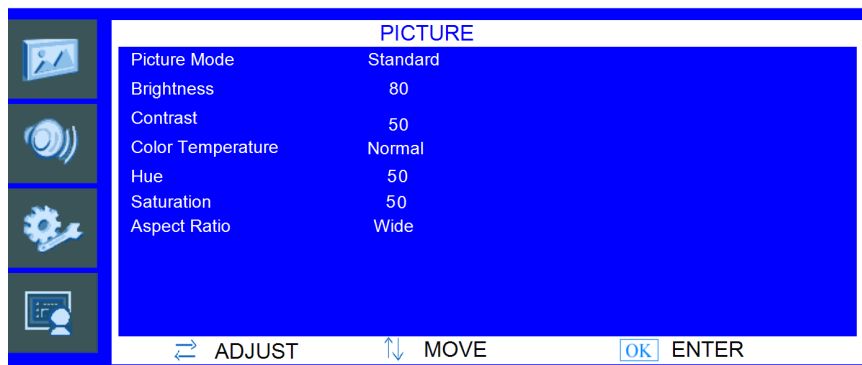 PICTURE
Picture Mode Standard
Brightness 80
Contrast 50
Color Temperature Normal
Hue 50
Saturation 50
Aspect Ratio Wide
ADJUST MOVE OK ENTER